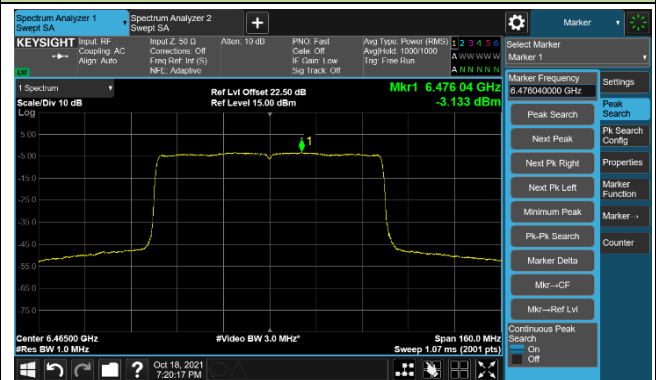 Spectrum Analyzer 1
Swept SA
Spectrum Analyzer 2
Swept SA
+
Marker
KEYSIGHT
Input: RF
Coupling: AC
Align: Auto
Input Z: 50 Ω
Corrections: Off
Freq Ref: Int (S)
NFE: Adaptive
Atten: 10 dB
PNO: Fast
Gate: Off
IF Gain: Low
Sig Track: Off
Avg Type: Power (RMS)
Avg|Hold: 1000/1000
Trig: Free Run
1 2 3 4 5 6
A W W W W W
A N N N N N
LXI
Select Marker
Marker 1
1 Spectrum
Scale/Div 10 dB
Log
Ref Lvl Offset 22.50 dB
Ref Level 15.00 dBm
Mkr1 6.476 04 GHz
-3.133 dBm
1
5.00
-5.00
-15.0
-25.0
-35.0
-45.0
-55.0
-65.0
-75.0
Center 6.46500 GHz
#Res BW 1.0 MHz
#Video BW 3.0 MHz*
Span 160.0 MHz
Sweep 1.07 ms (2001 pts)
Marker Frequency
6.476040000 GHz
Peak Search
Next Peak
Next Pk Right
Next Pk Left
Minimum Peak
Pk-Pk Search
Marker Delta
Mkr→CF
Mkr→Ref Lvl
Continuous Peak
Search
On
Off
Settings
Peak
Search
Pk Search
Config
Properties
Marker
Function
Marker→
Counter
?
Oct 18, 2021
7:20:17 PM